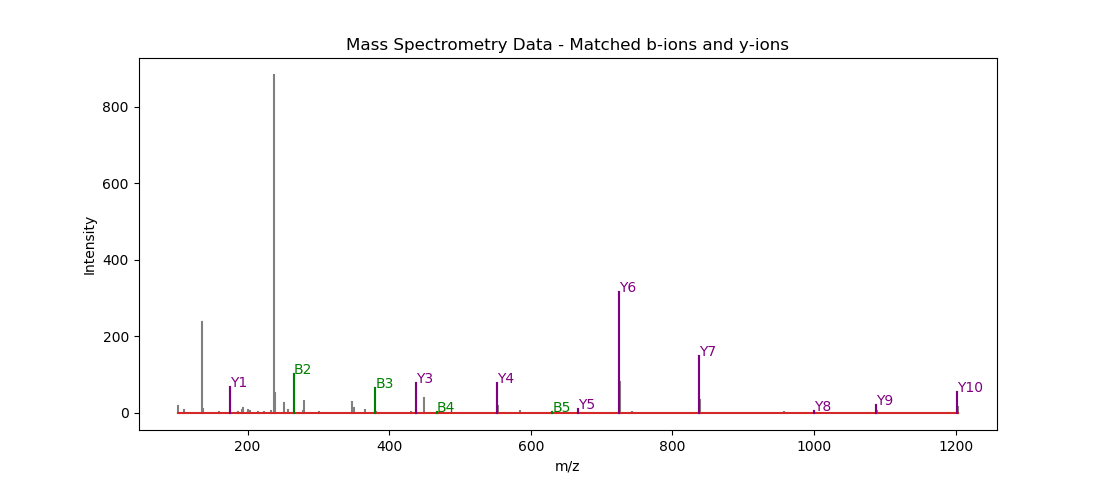 Mass Spectrometry Data - Matched b-ions and y-ions
Intensity
800
600
400
200
0
Y1
B2
B3
Y3
B4
Y4
B5
Y5
Y6
Y7
Y8
Y9
Y10
200
400
600
800
1000
1200
m/z